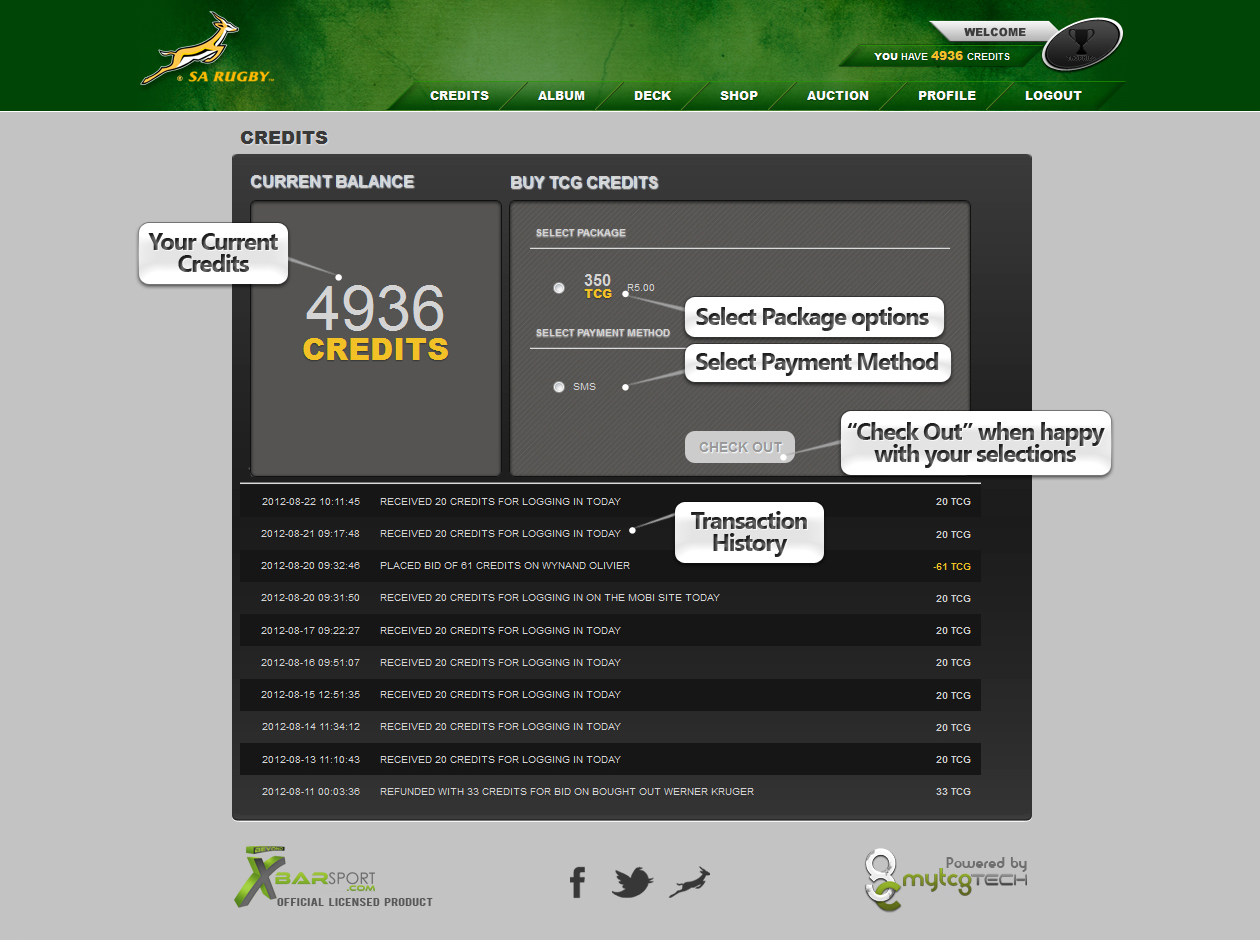 ® SA RUGBY™
WELCOME
YOU HAVE 4936 CREDITS
CREDITS
ALBUM
DECK
SHOP
AUCTION
PROFILE
LOGOUT
CREDITS
CURRENT BALANCE
Your Current
Credits
4936
CREDITS
BUY TCG CREDITS
SELECT PACKAGE
350
TCG
R5.00
Select Package options
SELECT PAYMENT METHOD
Select Payment Method
SMS
CHECK OUT
“Check Out” when happy
with your selections
2012-08-22 10:11:45 RECEIVED 20 CREDITS FOR LOGGING IN TODAY 20 TCG
2012-08-21 09:17:48 RECEIVED 20 CREDITS FOR LOGGING IN TODAY 20 TCG
Transaction
History
2012-08-20 09:32:46 PLACED BID OF 61 CREDITS ON WYNAND OLIVIER -61 TCG
2012-08-20 09:31:50 RECEIVED 20 CREDITS FOR LOGGING IN ON THE MOBI SITE TODAY 20 TCG
2012-08-17 09:22:27 RECEIVED 20 CREDITS FOR LOGGING IN TODAY 20 TCG
2012-08-16 09:51:07 RECEIVED 20 CREDITS FOR LOGGING IN TODAY 20 TCG
2012-08-15 12:51:35 RECEIVED 20 CREDITS FOR LOGGING IN TODAY 20 TCG
2012-08-14 11:34:12 RECEIVED 20 CREDITS FOR LOGGING IN TODAY 20 TCG
2012-08-13 11:10:43 RECEIVED 20 CREDITS FOR LOGGING IN TODAY 20 TCG
2012-08-11 00:03:36 REFUNDED WITH 33 CREDITS FOR BID ON BOUGHT OUT WERNER KRUGER 33 TCG
XBARSPORT
.COM
OFFICIAL LICENSED PRODUCT
Powered by
mytcgTECH